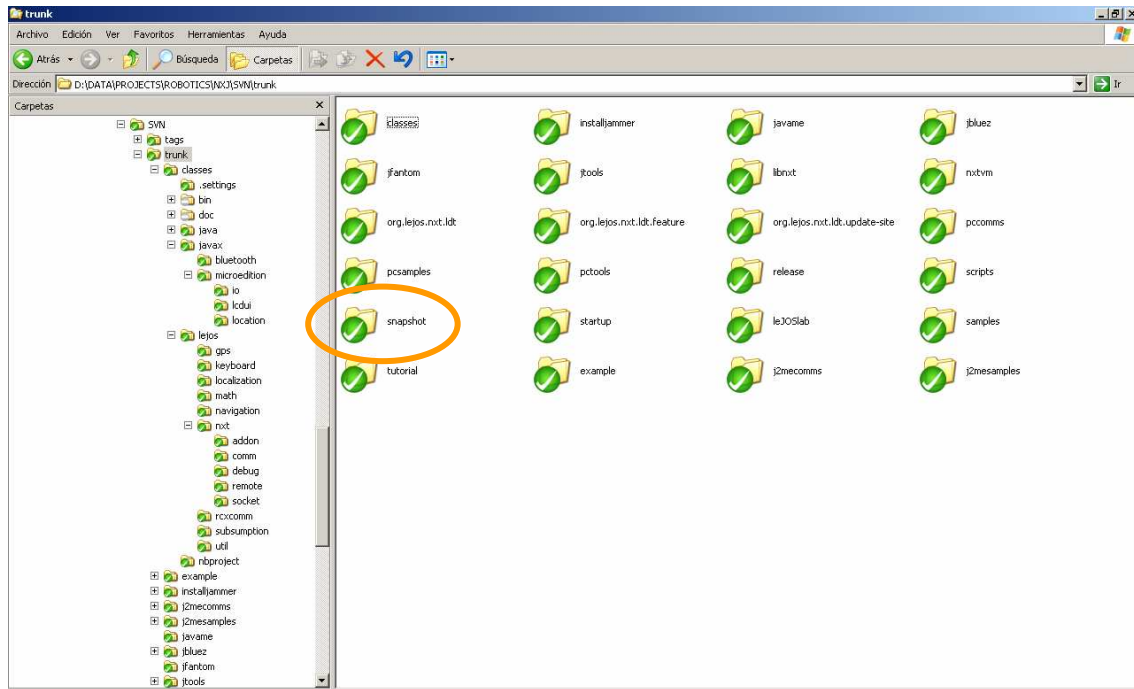 trunk
Archivo Edición Ver Favoritos Herramientas Ayuda
Atrás Búsqueda Carpetas
Dirección D:\DATA\PROJECTS\ROBOTICS\NXJ\SVN\trunk Ir
Carpetas
SVN
tags
trunk
classes
.settings
bin
doc
java
javax
bluetooth
microedition
io
lcdui
location
lejos
gps
keyboard
localization
math
navigation
nxt
addon
comm
debug
remote
socket
rcxcomm
subsumption
util
nbproject
example
installjammer
j2mecomms
j2mesamples
javame
jbluez
jfantom
jtools
classes installjammer javame jbluez
jfantom jtools libnxt nxtvm
org.lejos.nxt.ldt org.lejos.nxt.ldt.feature org.lejos.nxt.ldt.update-site pccomms
pcsamples pctools release scripts
snapshot startup leJOSlab samples
tutorial example j2mecomms j2mesamples